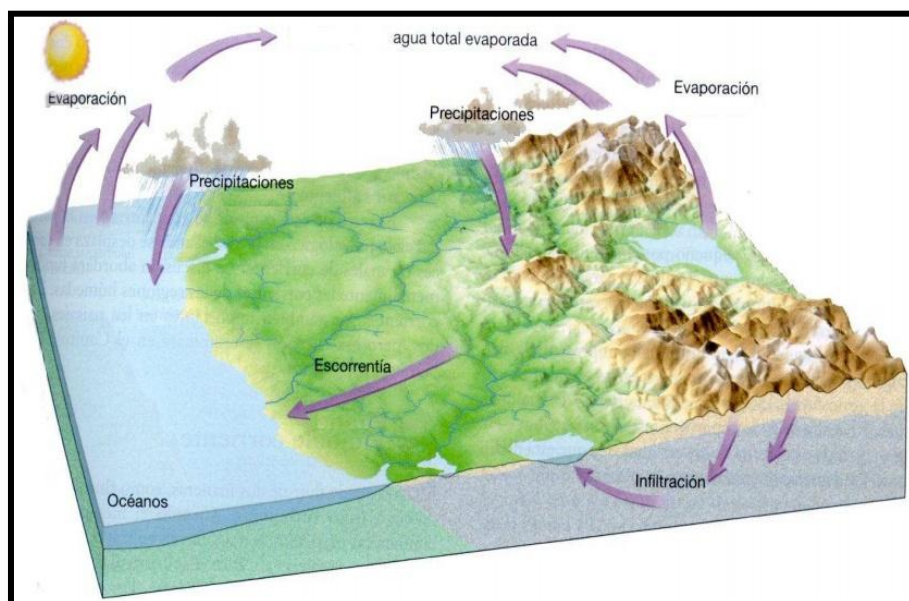 agua total evaporada
Evaporación
Evaporación
Precipitaciones
Precipitaciones
Escorrentía
Infiltración
Océanos